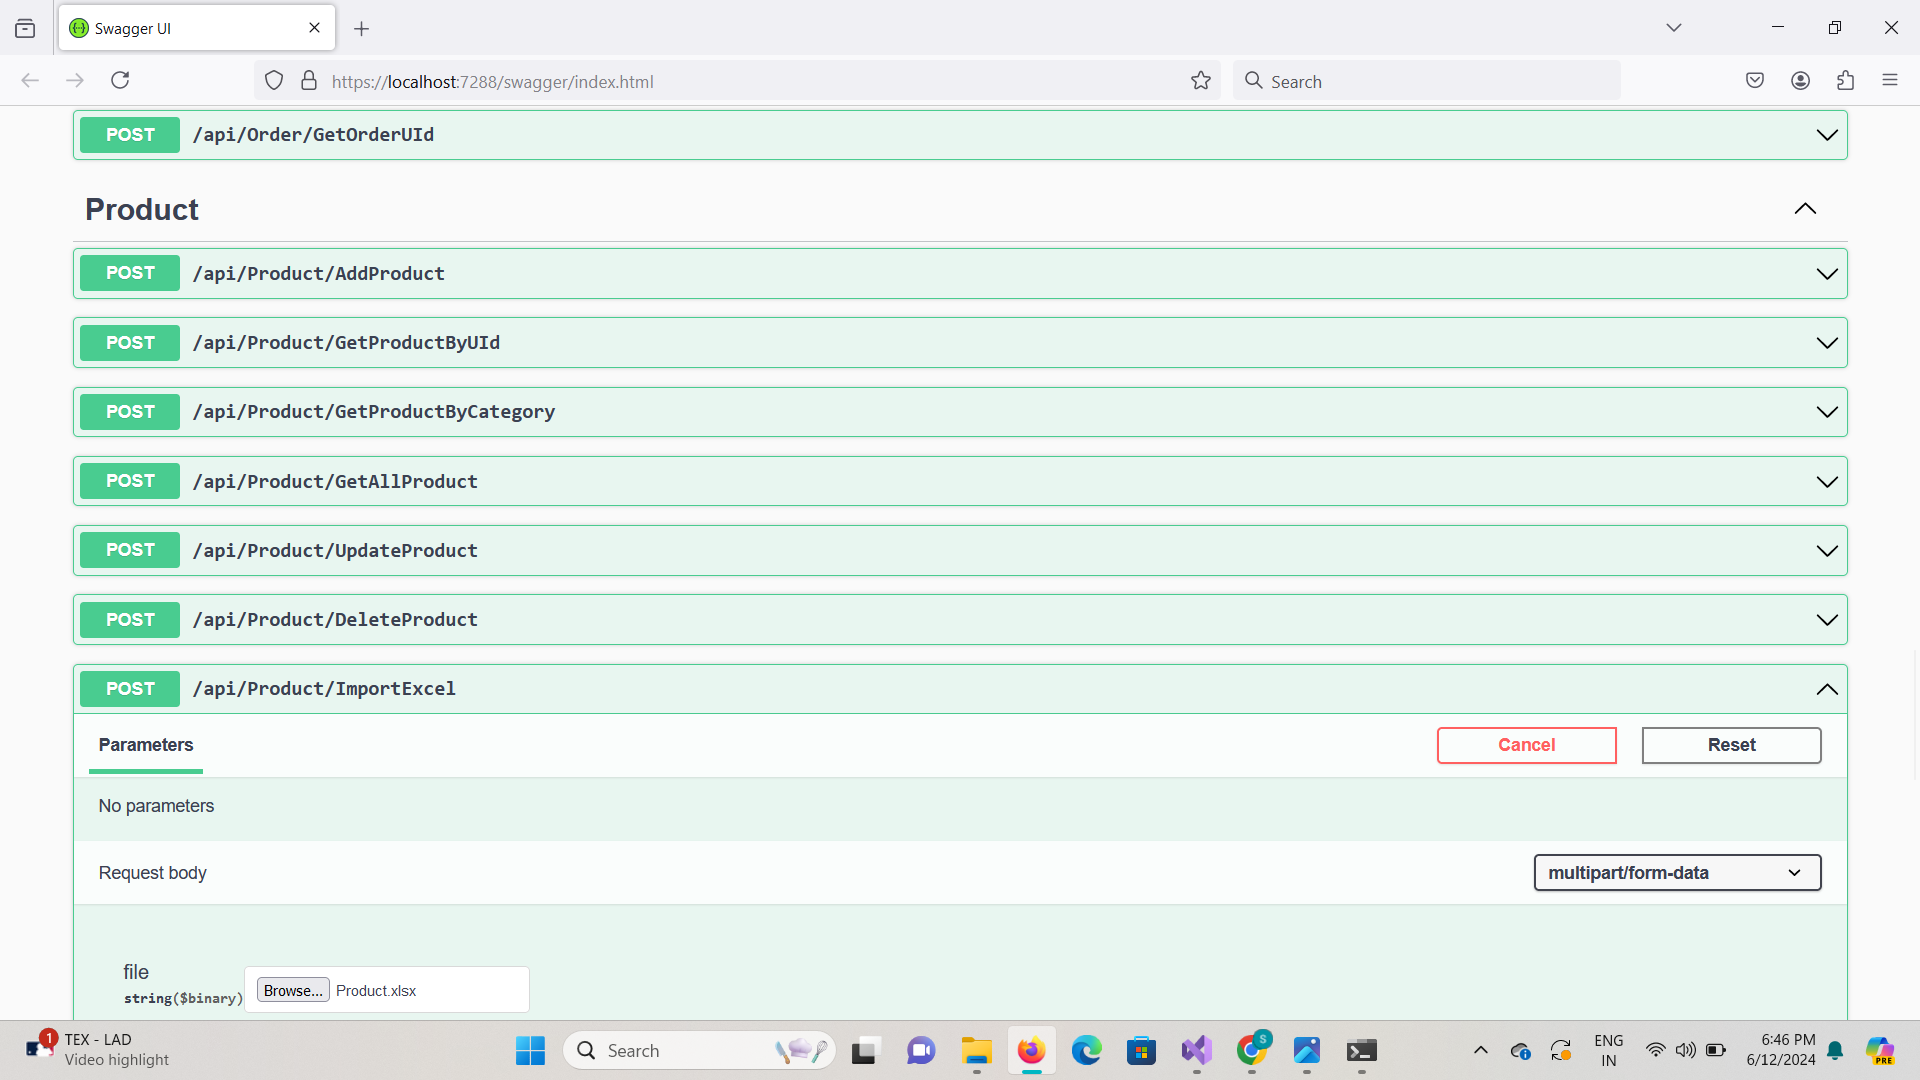 Swagger UI
https://localhost:7288/swagger/index.html
Search
POST /api/Order/GetOrderUId
Product
POST /api/Product/AddProduct
POST /api/Product/GetProductByUId
POST /api/Product/GetProductByCategory
POST /api/Product/GetAllProduct
POST /api/Product/UpdateProduct
POST /api/Product/DeleteProduct
POST /api/Product/ImportExcel
Parameters
Cancel
Reset
No parameters
Request body
multipart/form-data
file
string($binary)
Browse... Product.xlsx
1
TEX - LAD
Video highlight
Search
S
ENG
IN
6:46 PM
6/12/2024
PRE